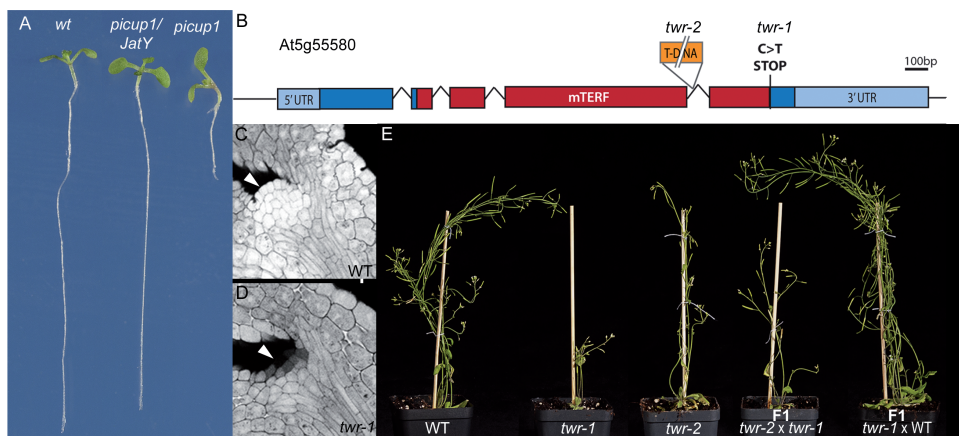 A
wt
picup1/
JatY
picup1
B
At5g55580
twr-2
T-DNA
twr-1
C>T
STOP
100bp
5' UTR
mTERF
3' UTR
C
WT
D
twr-1
E
WT
twr-1
twr-2
F1
twr-2 x twr-1
F1
twr-1 x WT